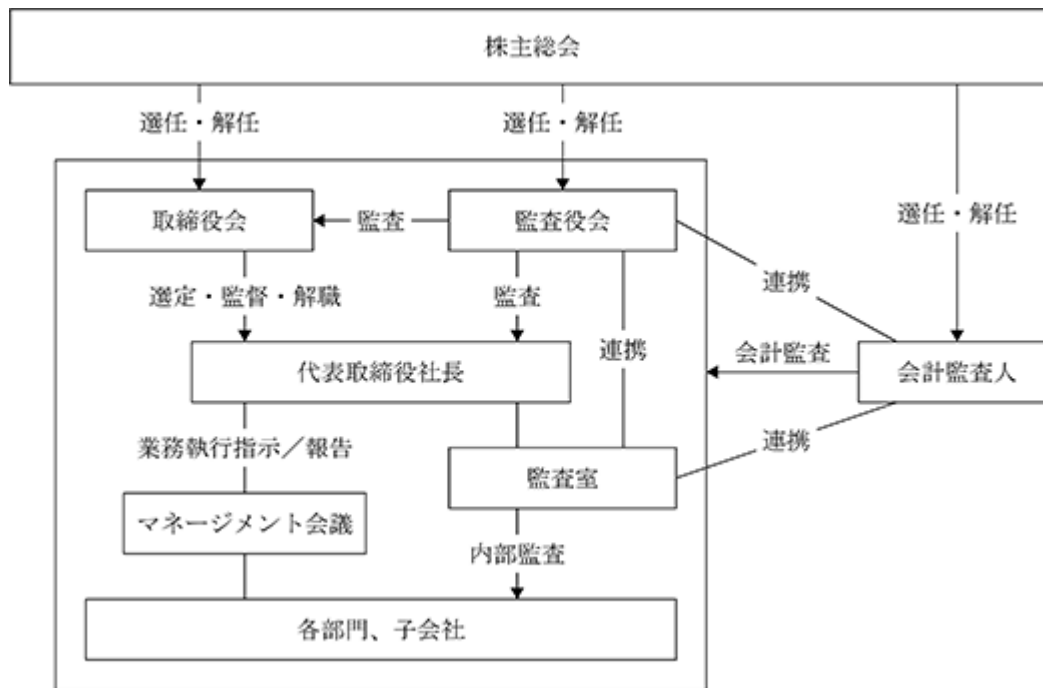 株主総会
選任・解任
選任・解任
選任・解任
取締役会
監査
監査役会
連携
選定・監督・解職
監査
連携
会計監査
代表取締役社長
会計監査人
業務執行指示／報告
連携
監査室
マネージメント会議
内部監査
各部門、子会社